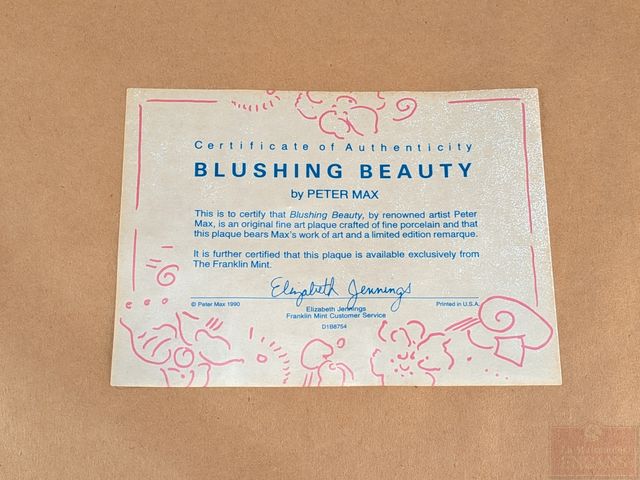 Certificate of Authenticity
BLUSHING BEAUTY
by PETER MAX
This is to certify that Blushing Beauty, by renowned artist Peter
Max, is an original fine art plaque crafted of fine porcelain and that
this plaque bears Max's work of art and a limited edition remarque.
It is further certified that this plaque is available exclusively from
The Franklin Mint.
Elizabeth Jennings
© Peter Max 1990
Elizabeth Jennings
Printed in U.S.A.
Franklin Mint Customer Service
D1B8754